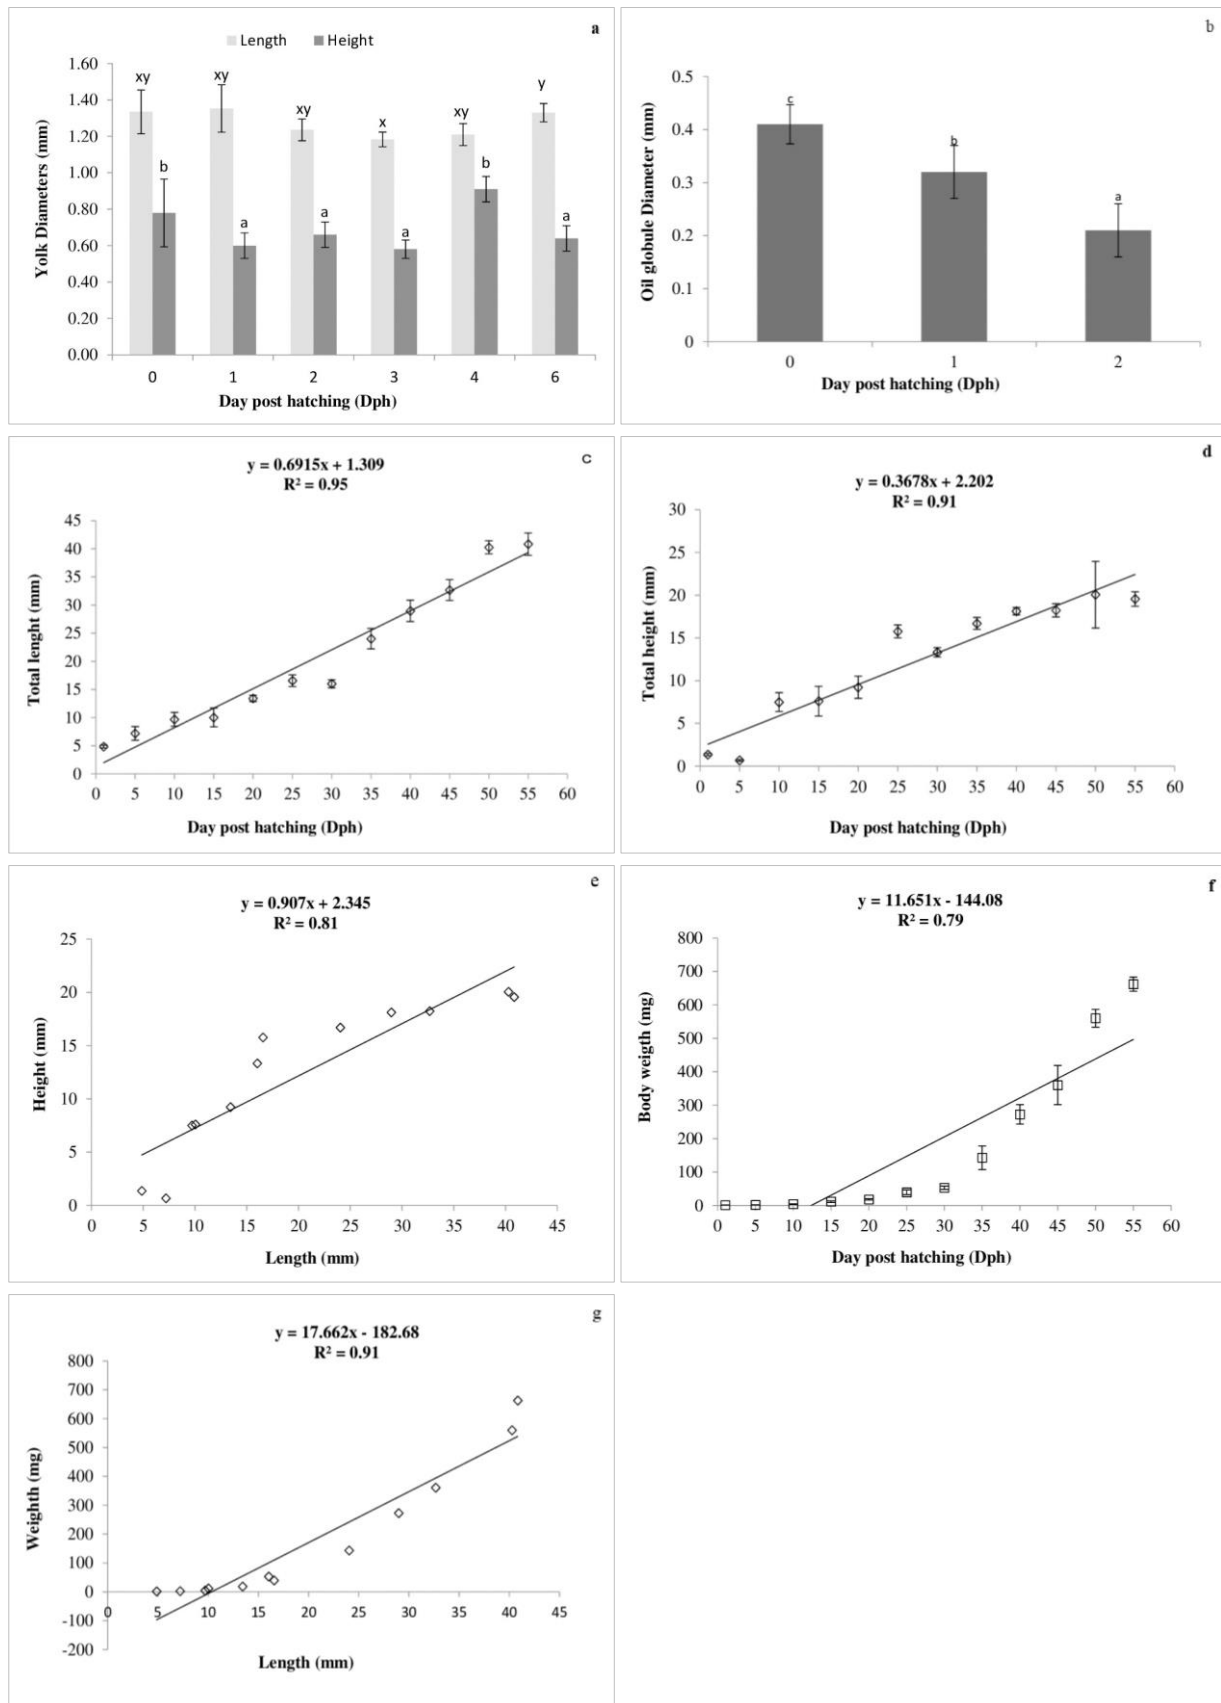 a
Length Height
1.60
1.40
1.20
1.00
0.80
0.60
0.40
0.20
0.00
Yolk Diameters (mm)
xy xy xy x xy y
b a a a b a
0 1 2 3 4 6
Day post hatching (Dph)
b
0.5
0.4
0.3
0.2
0.1
0
Oil globule Diameter (mm)
c
b
a
0 1 2
Day post hatching (Dph)
c
y = 0.6915x + 1.309
R² = 0.95
45
40
35
30
25
20
15
10
5
0
Total lenght (mm)
0 5 10 15 20 25 30 35 40 45 50 55 60
Day post hatching (Dph)
d
y = 0.3678x + 2.202
R² = 0.91
30
25
20
15
10
5
0
Total height (mm)
0 5 10 15 20 25 30 35 40 45 50 55 60
Day post hatching (Dph)
e
y = 0.907x + 2.345
R² = 0.81
25
20
15
10
5
0
Height (mm)
0 5 10 15 20 25 30 35 40 45
Length (mm)
f
y = 11.651x - 144.08
R² = 0.79
800
700
600
500
400
300
200
100
0
Body weigth (mg)
0 5 10 15 20 25 30 35 40 45 50 55 60
Day post hatching (Dph)
g
y = 17.662x - 182.68
R² = 0.91
800
700
600
500
400
300
200
100
0
-100
-200
Weighth (mg)
0 5 10 15 20 25 30 35 40 45
Length (mm)